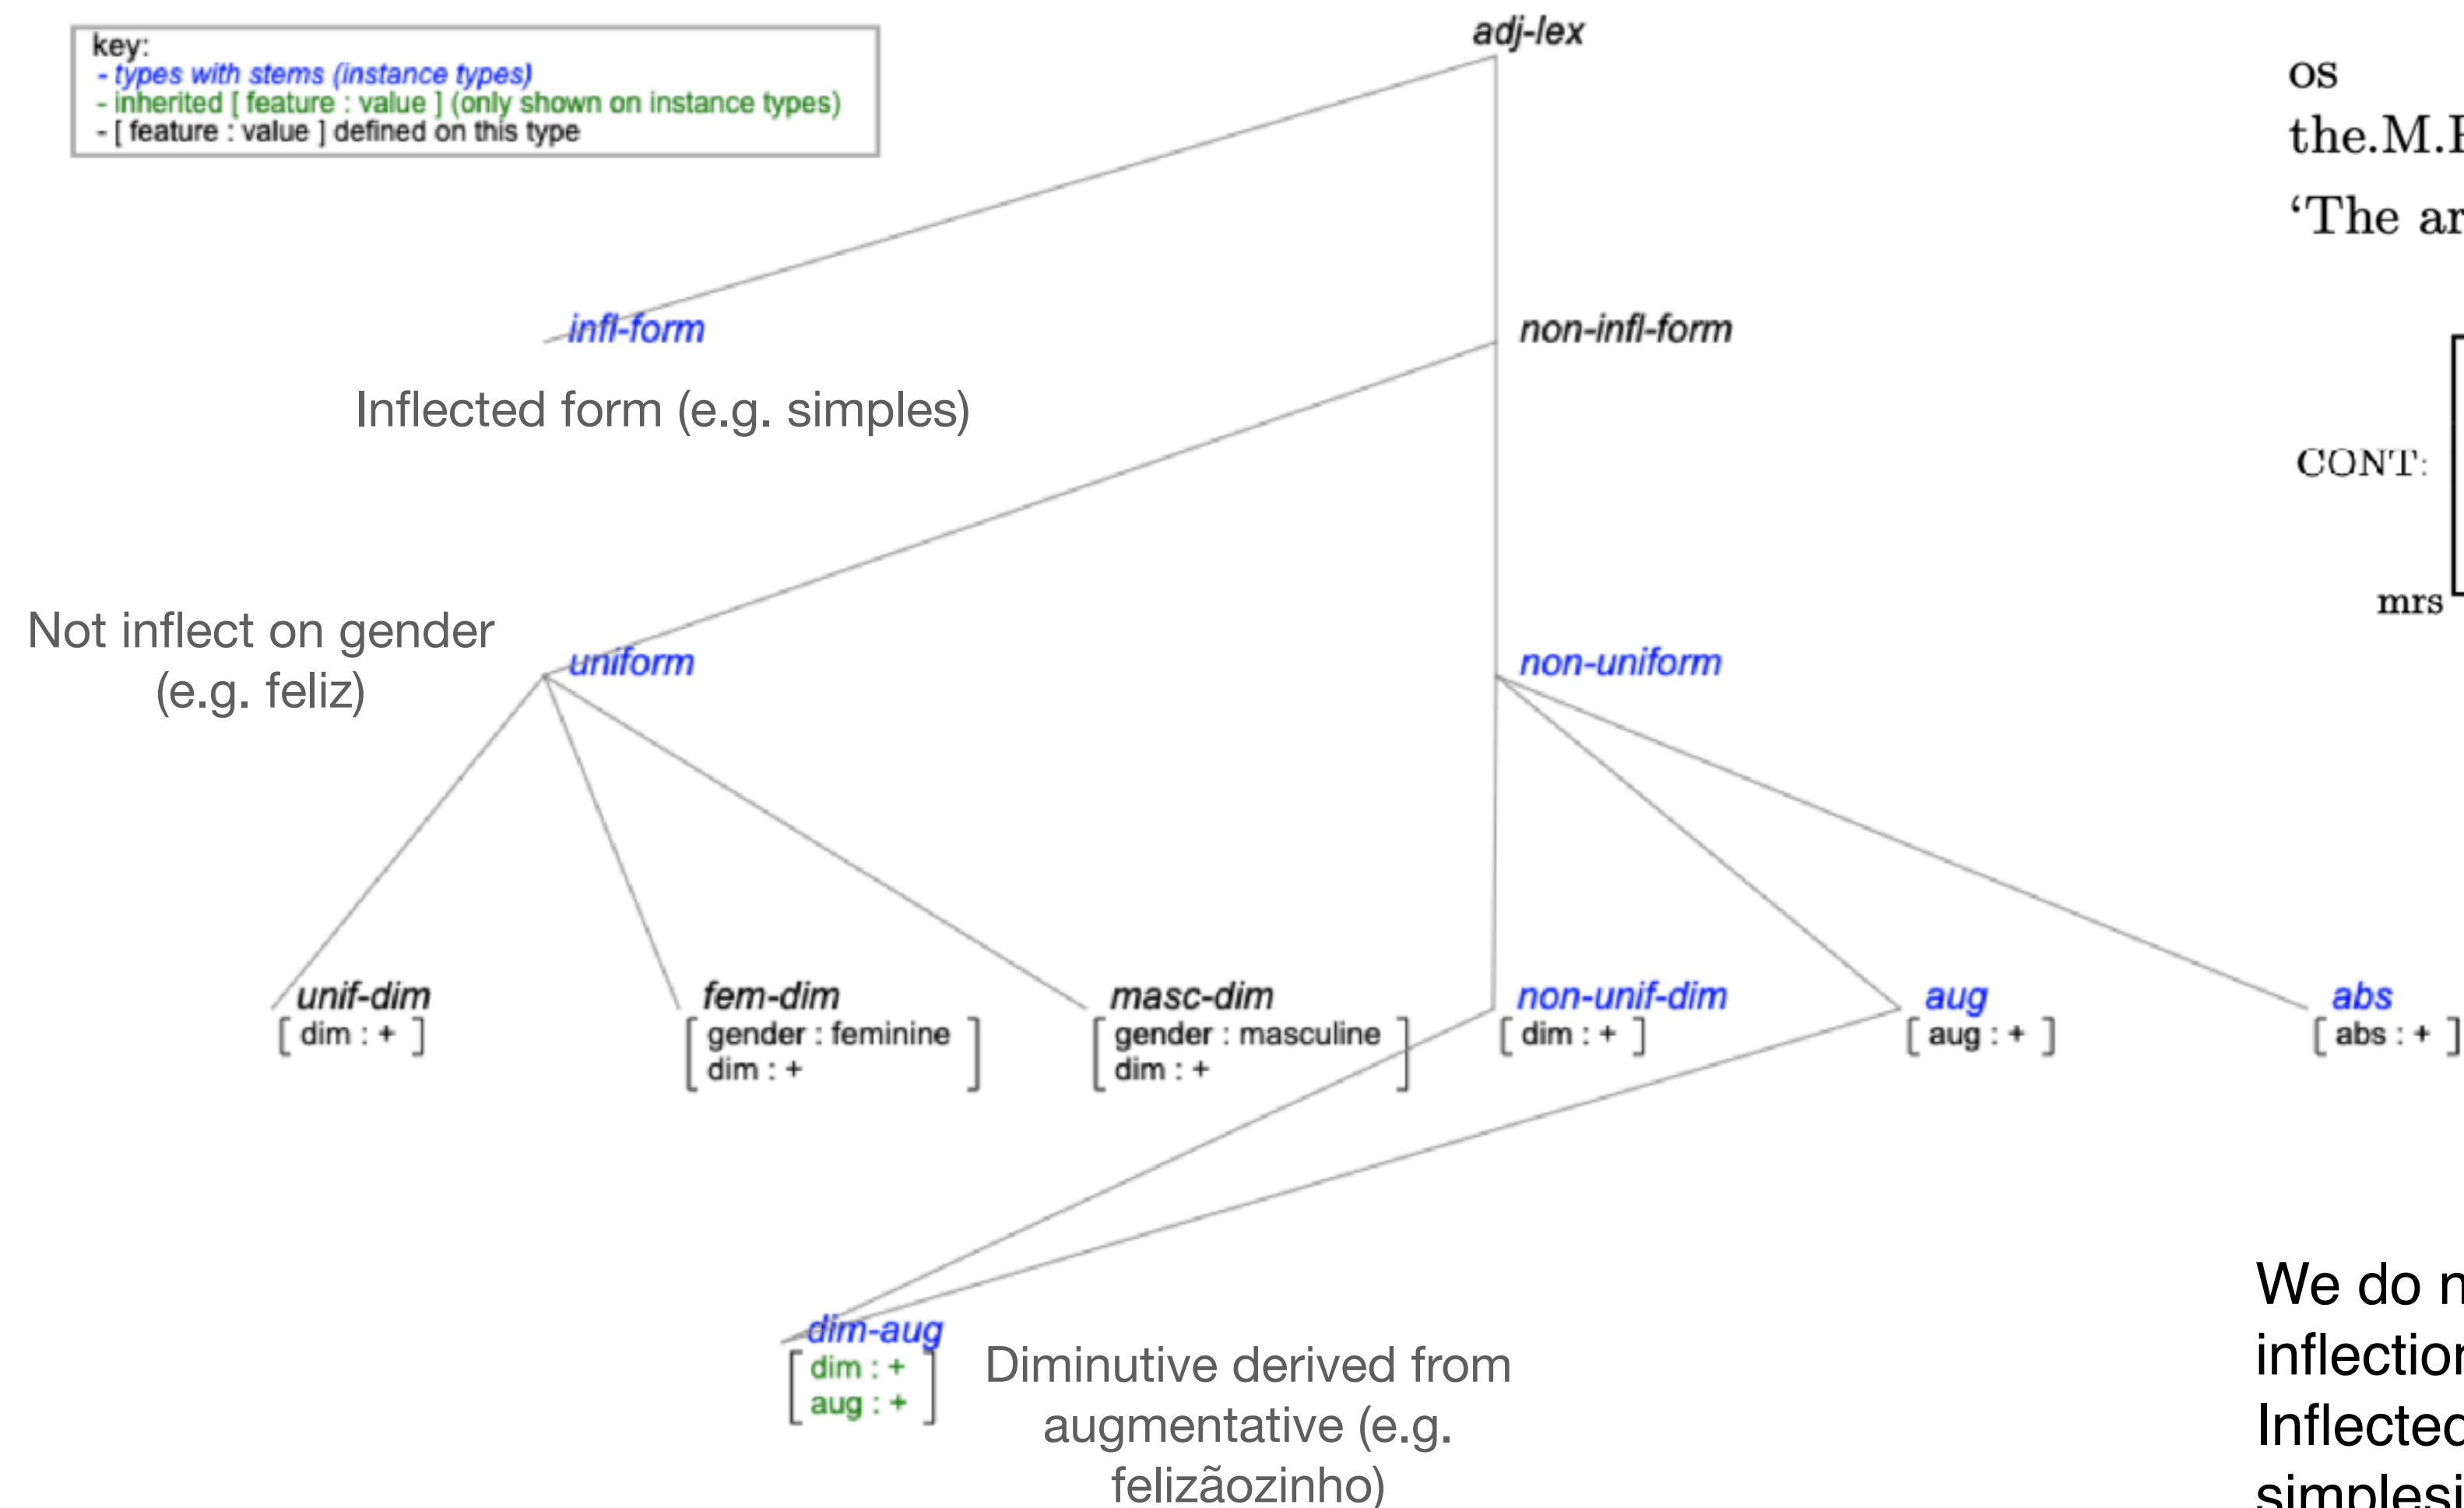 key:
- types with stems (instance types)
- inherited [ feature : value ] (only shown on instance types)
- [ feature : value ] defined on this type
adj-lex
os
‘The
infl-form
non-infl-form
Inflected form (e.g. simples)
CONT:
mrs
Not inflect on gender
(e.g. feliz)
uniform
non-uniform
unif-dim
[ dim : + ]
fem-dim
[ gender : feminine
dim : + ]
masc-dim
[ gender : masculine
dim : + ]
non-unif-dim
[ dim : + ]
aug
[ aug : + ]
abs
[ abs : + ]
dim-aug
[ dim : +
aug : + ]
Diminutive derived from
augmentative (e.g.
felizãozinho)
We do